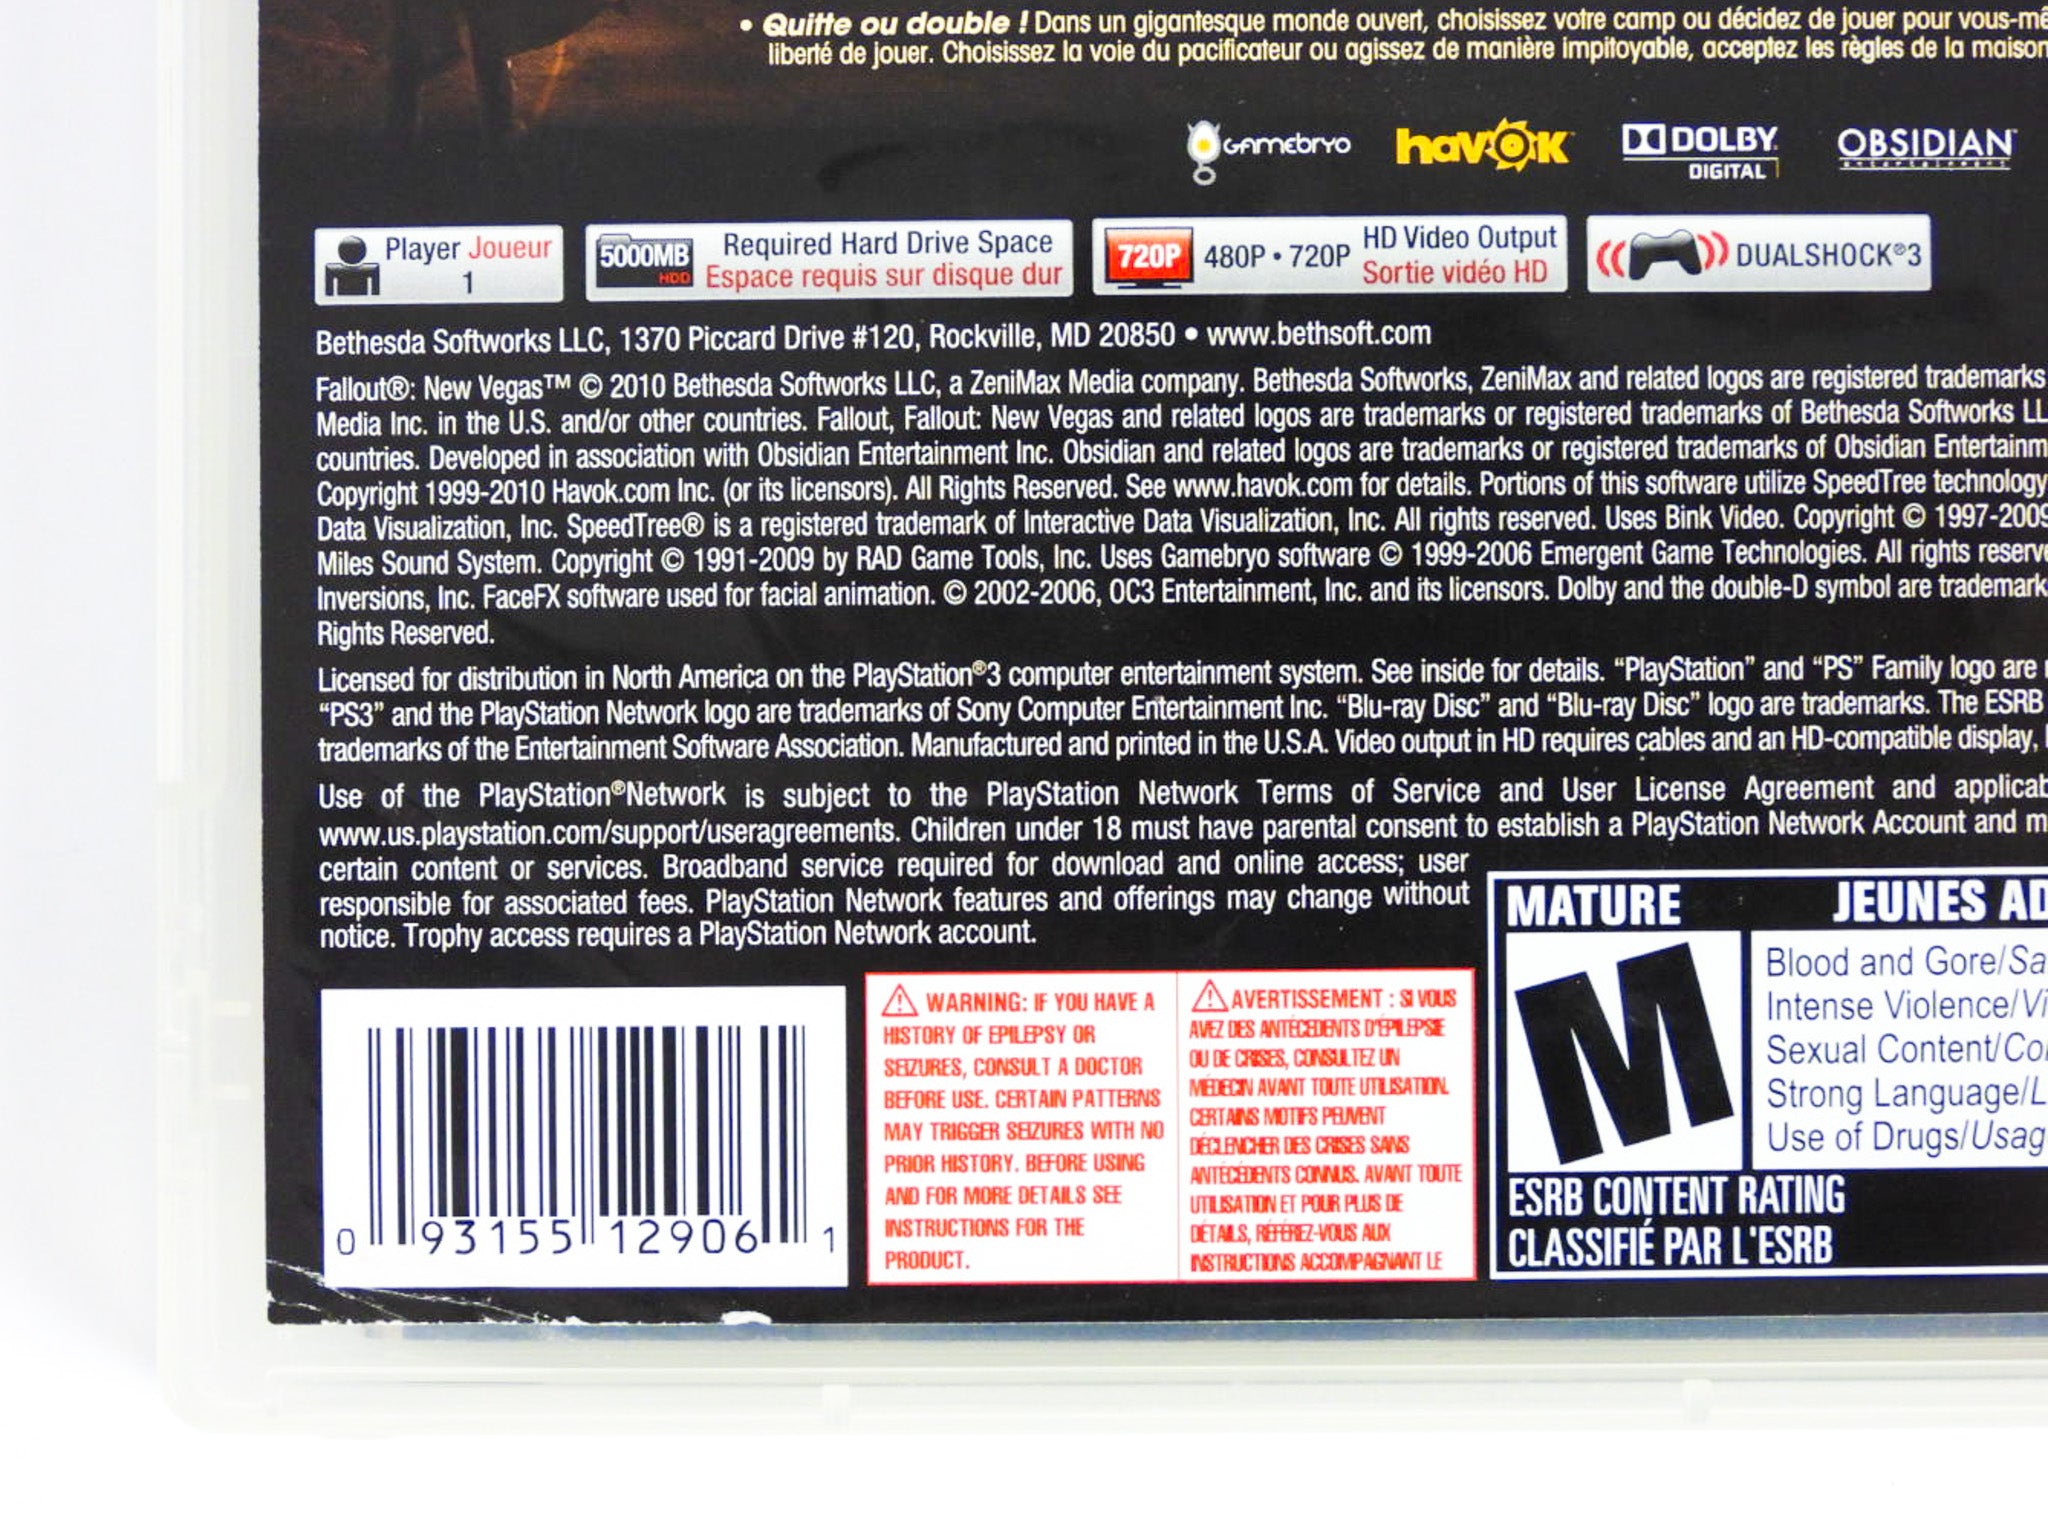 • Quitte ou double ! Dans un gigantesque monde ouvert, choisissez votre camp ou décidez de jouer pour vous-mê
liberté de jouer. Choisissez la voie du pacificateur ou agissez de manière impitoyable, acceptez les règles de la maison
GAMEBRYO havok DOLBY DIGITAL OBSIDIAN entertainment
Player Joueur
1
5000MB HDD
Required Hard Drive Space
Espace requis sur disque dur
720P 480P • 720P
HD Video Output
Sortie vidéo HD
DUALSHOCK®3
Bethesda Softworks LLC, 1370 Piccard Drive #120, Rockville, MD 20850 • www.bethsoft.com
Fallout®: New Vegas™ © 2010 Bethesda Softworks LLC, a ZeniMax Media company. Bethesda Softworks, ZeniMax and related logos are registered trademarks
Media Inc. in the U.S. and/or other countries. Fallout, Fallout: New Vegas and related logos are trademarks or registered trademarks of Bethesda Softworks LL
countries. Developed in association with Obsidian Entertainment Inc. Obsidian and related logos are trademarks or registered trademarks of Obsidian Entertainm
Copyright 1999-2010 Havok.com Inc. (or its licensors). All Rights Reserved. See www.havok.com for details. Portions of this software utilize SpeedTree technology
Data Visualization, Inc. SpeedTree® is a registered trademark of Interactive Data Visualization, Inc. All rights reserved. Uses Bink Video. Copyright © 1997-2009
Miles Sound System. Copyright © 1991-2009 by RAD Game Tools, Inc. Uses Gamebryo software © 1999-2006 Emergent Game Technologies. All rights reserve
Inversions, Inc. FaceFX software used for facial animation. © 2002-2006, OC3 Entertainment, Inc. and its licensors. Dolby and the double-D symbol are trademark
Rights Reserved.
Licensed for distribution in North America on the PlayStation®3 computer entertainment system. See inside for details. “PlayStation” and “PS” Family logo are
“PS3” and the PlayStation Network logo are trademarks of Sony Computer Entertainment Inc. “Blu-ray Disc” and “Blu-ray Disc” logo are trademarks. The ESRB
trademarks of the Entertainment Software Association. Manufactured and printed in the U.S.A. Video output in HD requires cables and an HD-compatible display,
Use of the PlayStation®Network is subject to the PlayStation Network Terms of Service and User License Agreement and applicab
www.us.playstation.com/support/useragreements. Children under 18 must have parental consent to establish a PlayStation Network Account and m
certain content or services. Broadband service required for download and online access; user
responsible for associated fees. PlayStation Network features and offerings may change without
notice. Trophy access requires a PlayStation Network account.
0 93155 12906 1
WARNING: IF YOU HAVE A
HISTORY OF EPILEPSY OR
SEIZURES, CONSULT A DOCTOR
BEFORE USE. CERTAIN PATTERNS
MAY TRIGGER SEIZURES WITH NO
PRIOR HISTORY. BEFORE USING
AND FOR MORE DETAILS SEE
INSTRUCTIONS FOR THE
PRODUCT.
AVERTISSEMENT : SI VOUS
AVEZ DES ANTÉCÉDENTS D'ÉPILEPSIE
OU DE CRISES, CONSULTEZ UN
MÉDECIN AVANT TOUTE UTILISATION.
CERTAINS MOTIFS PEUVENT
DÉCLENCHER DES CRISES SANS
ANTÉCÉDENTS CONNUS. AVANT TOUTE
UTILISATION ET POUR PLUS DE
DÉTAILS, RÉFÉREZ-VOUS AUX
INSTRUCTIONS ACCOMPAGNANT LE
MATURE JEUNES AD
M
Blood and Gore/Sa
Intense Violence/Vi
Sexual Content/Co
Strong Language/L
Use of Drugs/Usag
ESRB CONTENT RATING
CLASSIFIÉ PAR L'ESRB